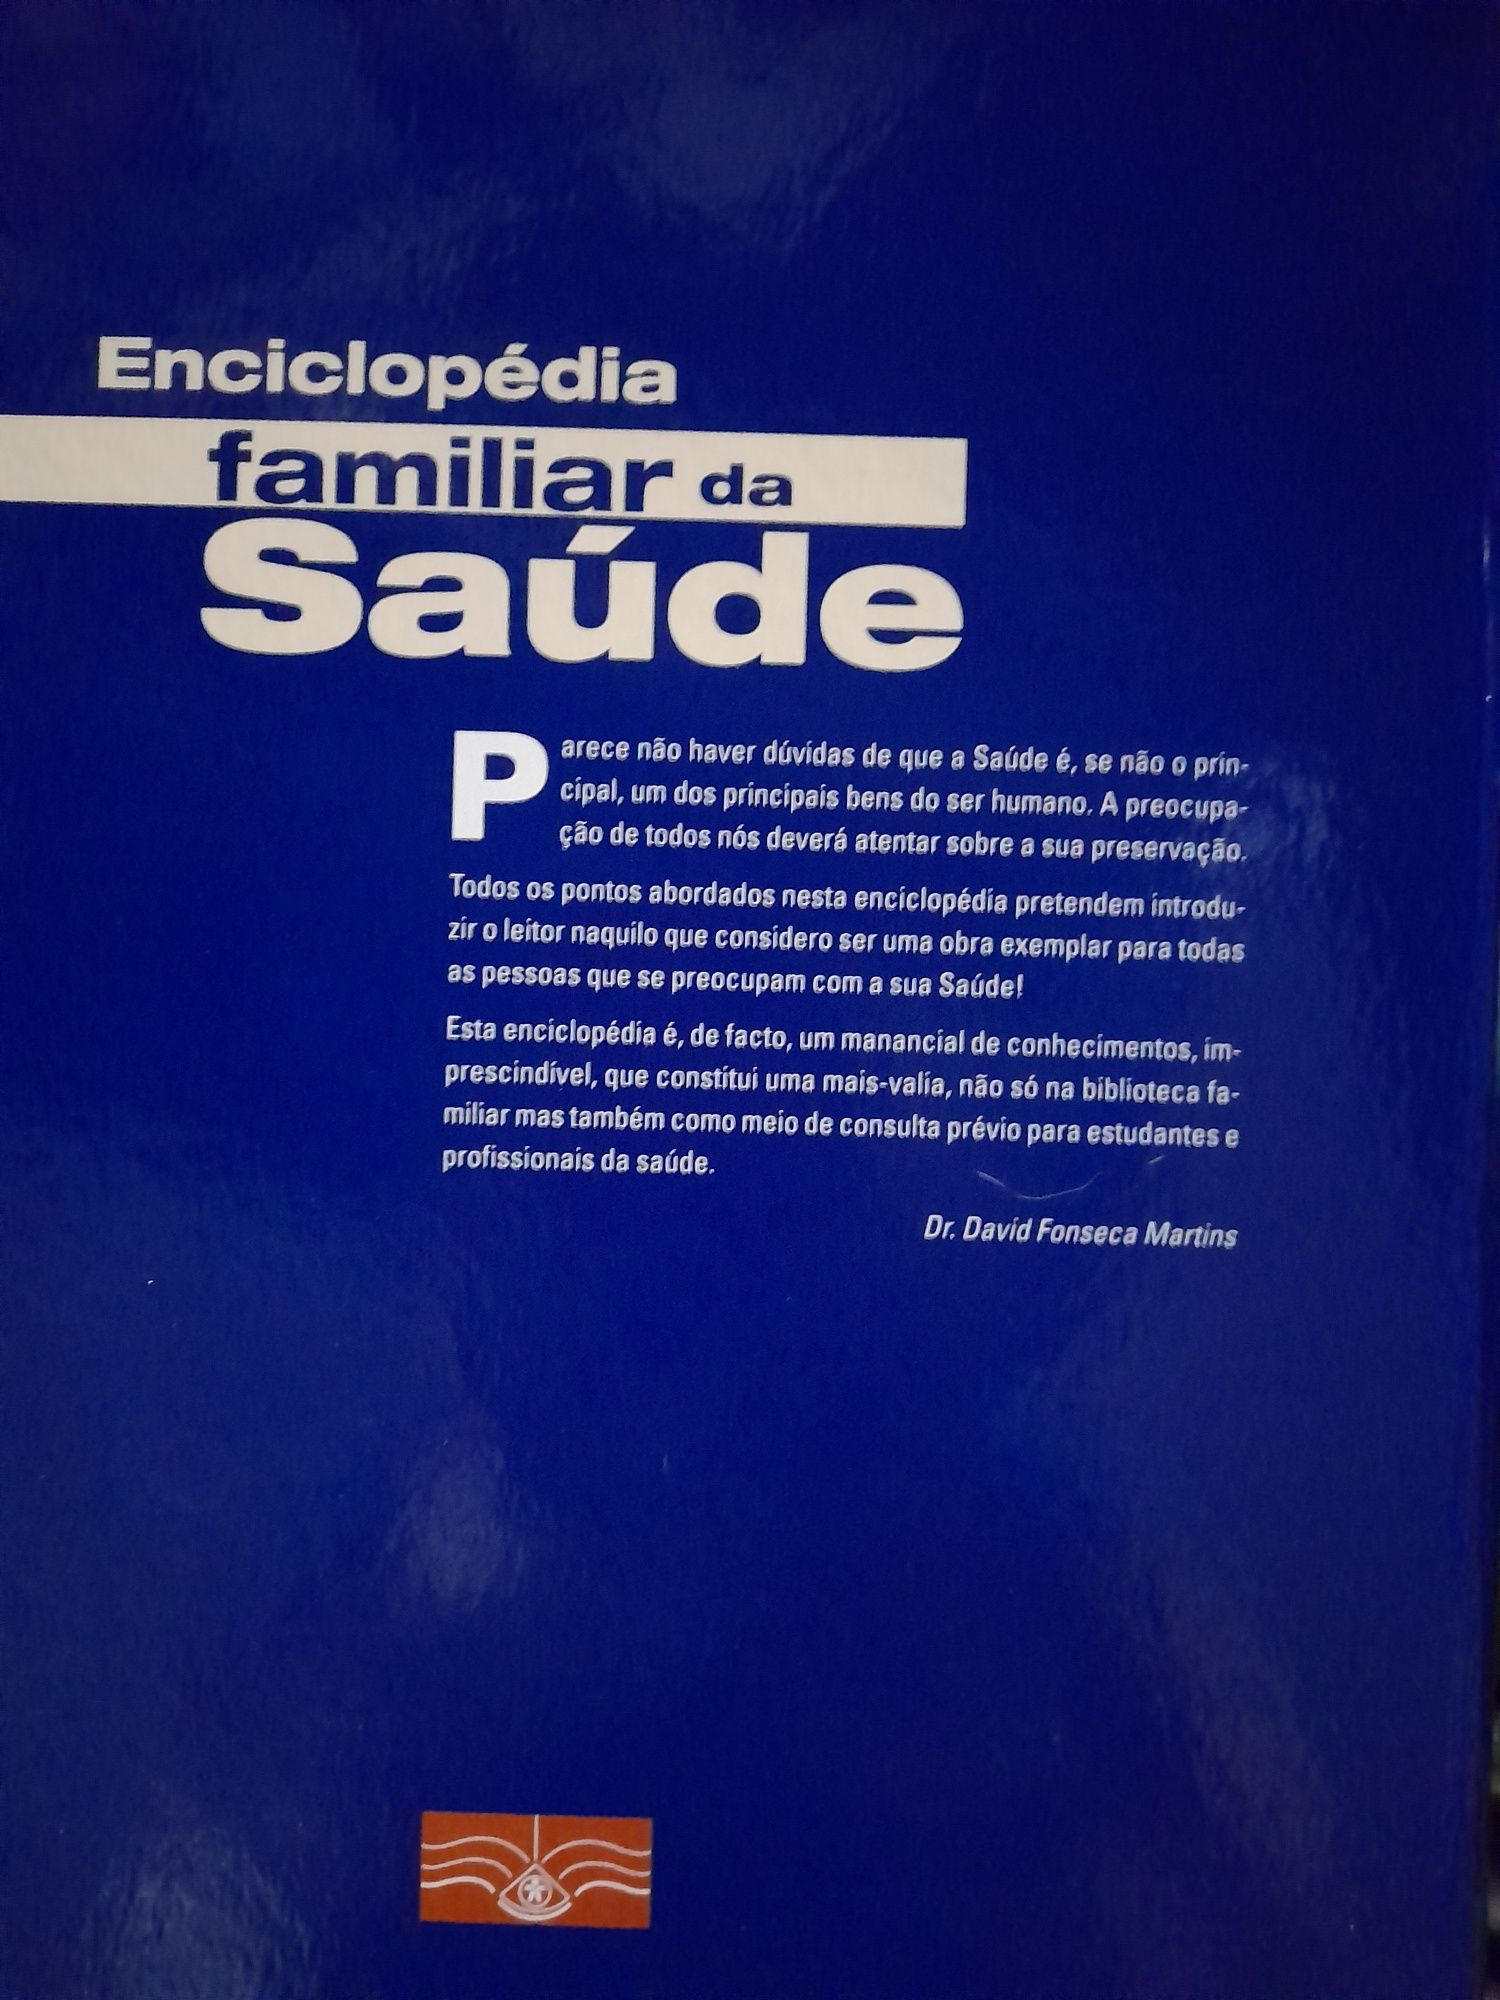 Enciclopédia
familiar da
Saúde
Parece não haver dúvidas de que a Saúde é, se não o prin-
cipal, um dos principais bens do ser humano. A preocupa-
ção de todos nós deverá atentar sobre a sua preservação.
Todos os pontos abordados nesta enciclopédia pretendem introdu-
zir o leitor naquilo que considero ser uma obra exemplar para todas
as pessoas que se preocupam com a sua Saúde!
Esta enciclopédia é, de facto, um manancial de conhecimentos, im-
prescindível, que constitui uma mais-valia, não só na biblioteca fa-
miliar mas também como meio de consulta prévio para estudantes e
profissionais da saúde.
Dr. David Fonseca Martins